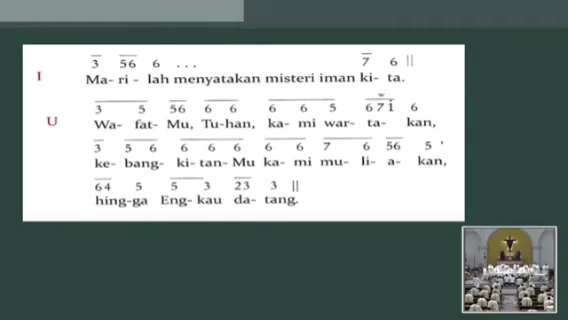 3 56 6 ... 7 6 ||
I Ma- ri - lah menyatakan misteri iman ki- ta.
3 5 56 6 6 6 6 5 671 6
U Wa- fat- Mu, Tu-han, ka- mi war- ta- kan,
3 5 6 6 6 6 6 6 7 6 56 5 '
ke- bang- ki- tan- Mu ka- mi mu- li- a- kan,
64 5 5 3 23 3 ||
hing-ga Eng- kau da- tang.